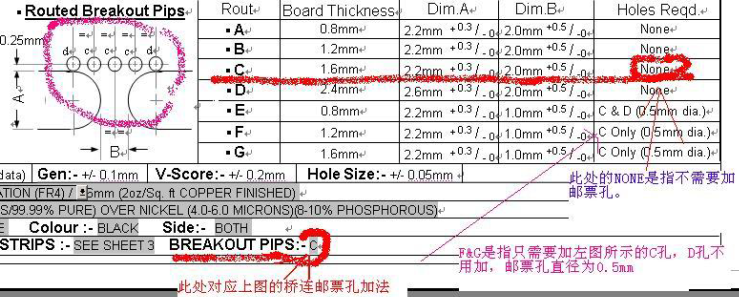 Routed Breakout Pips:
Rout Board Thickness Dim.A Dim.B Holes Reqd.
A 0.8mm 2.2mm +0.3 / -0 2.0mm +0.5 / -0 None
B 1.2mm 2.2mm +0.3 / -0 2.0mm +0.5 / -0 None
C 1.6mm 2.2mm +0.3 / -0 2.0mm +0.5 / -0 None
D 2.4mm 2.6mm +0.3 / -0 2.0mm +0.5 / -0 None
E 0.8mm 2.2mm +0.3 / -0 1.0mm +0.5 / -0 C & D (0.5mm dia.)
F 1.2mm 2.2mm +0.3 / -0 1.0mm +0.5 / -0 C Only (0.5mm dia.)
G 1.6mm 2.2mm +0.3 / -0 1.0mm +0.5 / -0 C Only (0.5mm dia.)
0.25mm
d c c c d
A
B
data) Gen:- +/- 0.1mm V-Score:- +/- 0.2mm Hole Size:- +/- 0.05mm
此处的NONE是指不需要加
邮票孔。
ATION (FR4) / 6mm (2oz/Sq. ft COPPER FINISHED)
S/99.99% PURE) OVER NICKEL (4.0-6.0 MICRONS)(8-10% PHOSPHOROUS)
E Colour :- BLACK Side:- BOTH
STRIPS :- SEE SHEET 3 BREAKOUT PIPS:- C
F&G是指只需要加左图所示的C孔，D孔不
用加，邮票孔直径为0.5mm
此处对应上图的桥连邮票孔加法